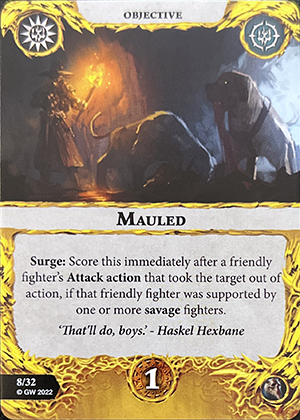 OBJECTIVE
MAULED
Surge: Score this immediately after a friendly
fighter's Attack action that took the target out of
action, if that friendly fighter was supported by
one or more savage fighters.
'That'll do, boys.' - Haskel Hexbane
8/32
© GW 2022
1